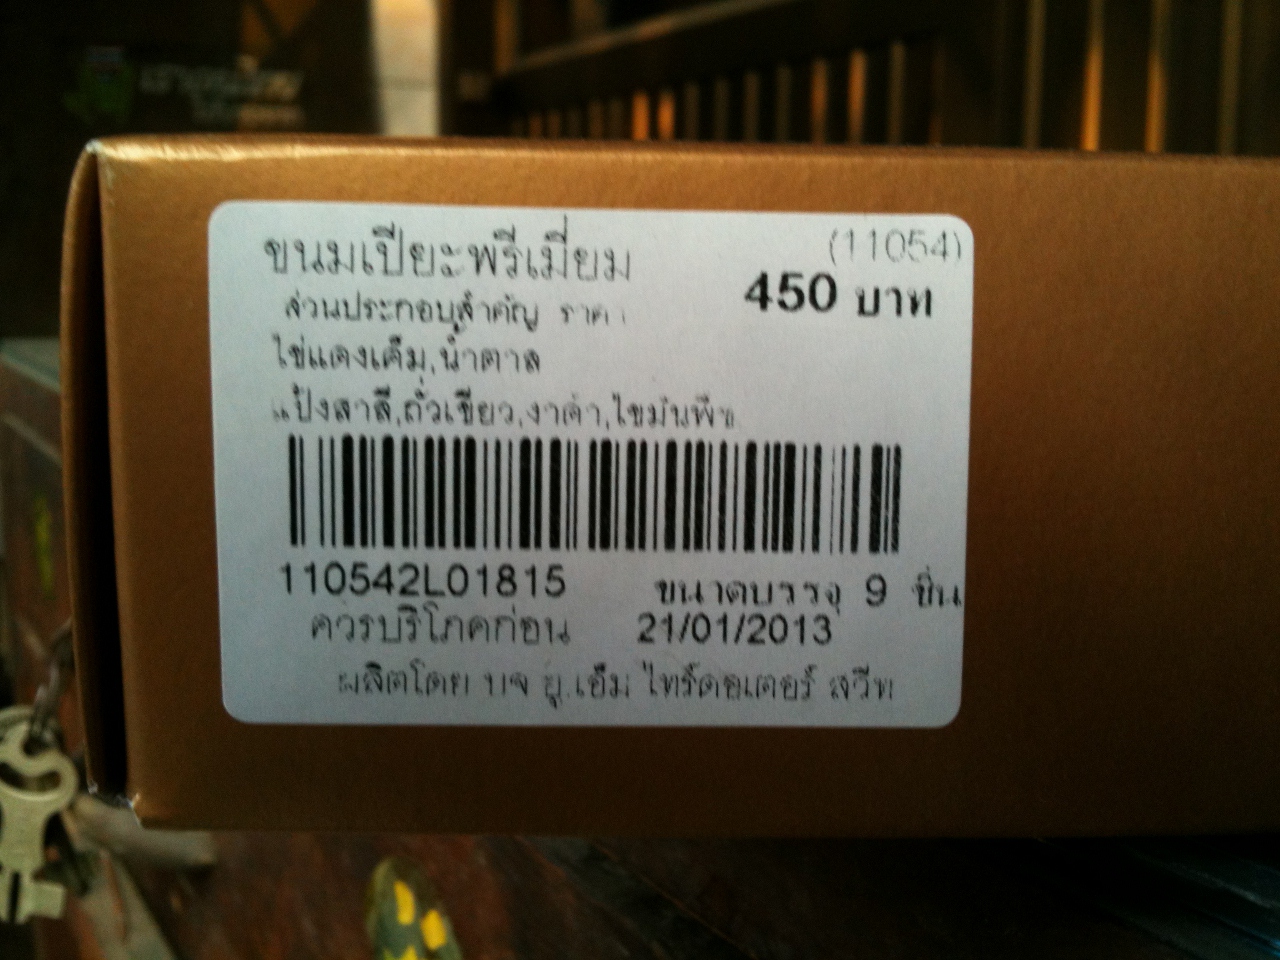 ขนมเปี๊ยะพรีเมี่ยม
(11054)
ส่วนประกอบสำคัญ ราคา
450 บาท
ไข่แดงเค็ม,น้ำตาล
แป้งสาลี,ถั่วเขียว,งาดำ,ไขมันพืช
110542L01815
ขนาดบรรจุ 9 ชิ้น
ควรบริโภคก่อน 21/01/2013
ผลิตโดย บจ ยู.เอ็ม ไทร์ดอเตอร์ สวีท